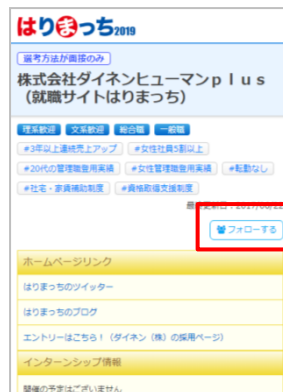 はりまっち2019
選考方法が面接のみ
株式会社ダイネンヒューマンｐｌｕｓ
（就職サイトはりまっち）
理系歓迎 文系歓迎 総合職 一般職
#3年以上連続売上アップ #女性社員5割以上
#20代の管理職登用実績 #女性管理職登用実績 #転勤なし
#社宅・家賃補助制度 #資格取得支援制度
フォローする
ホームページリンク
はりまっちのツイッター
はりまっちのブログ
エントリーはこちら！（ダイネン（株）の採用ページ）
インターンシップ情報
開催の予定はございません